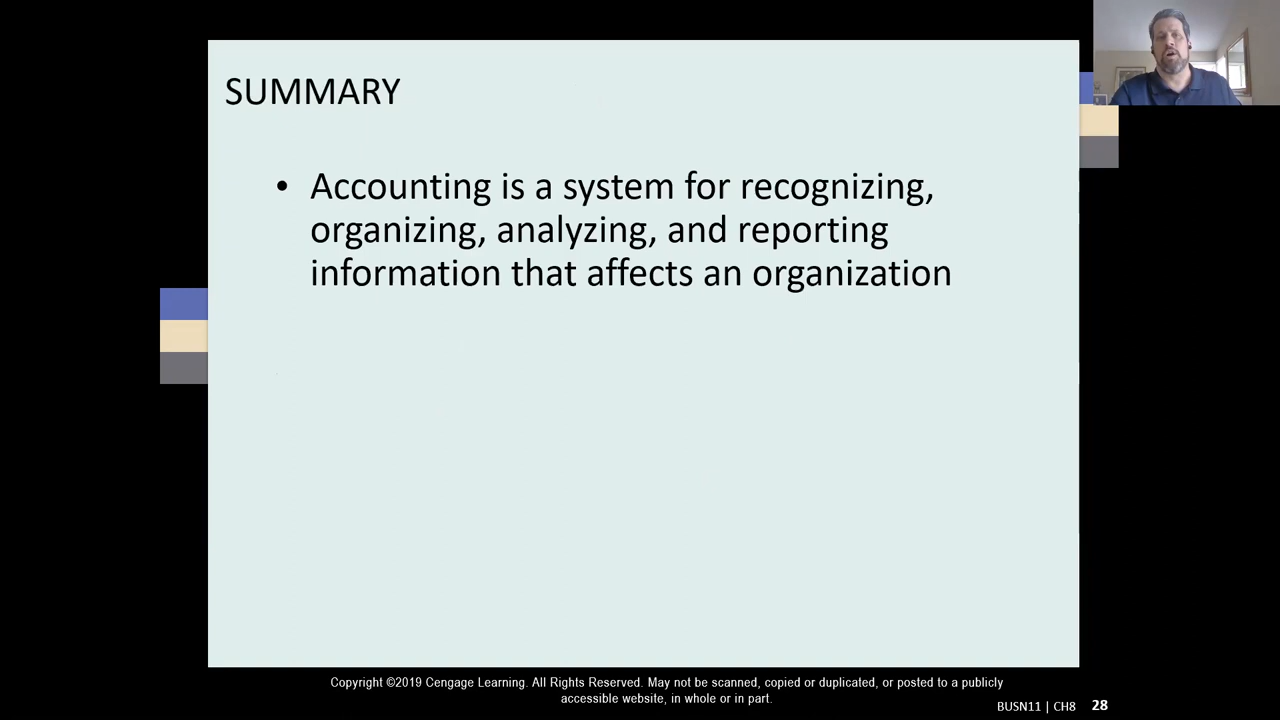 SUMMARY
• Accounting is a system for recognizing,
organizing, analyzing, and reporting
information that affects an organization
Copyright ©2019 Cengage Learning. All Rights Reserved. May not be scanned, copied or duplicated, or posted to a publicly
accessible website, in whole or in part.
BUSN11 | CH8 28